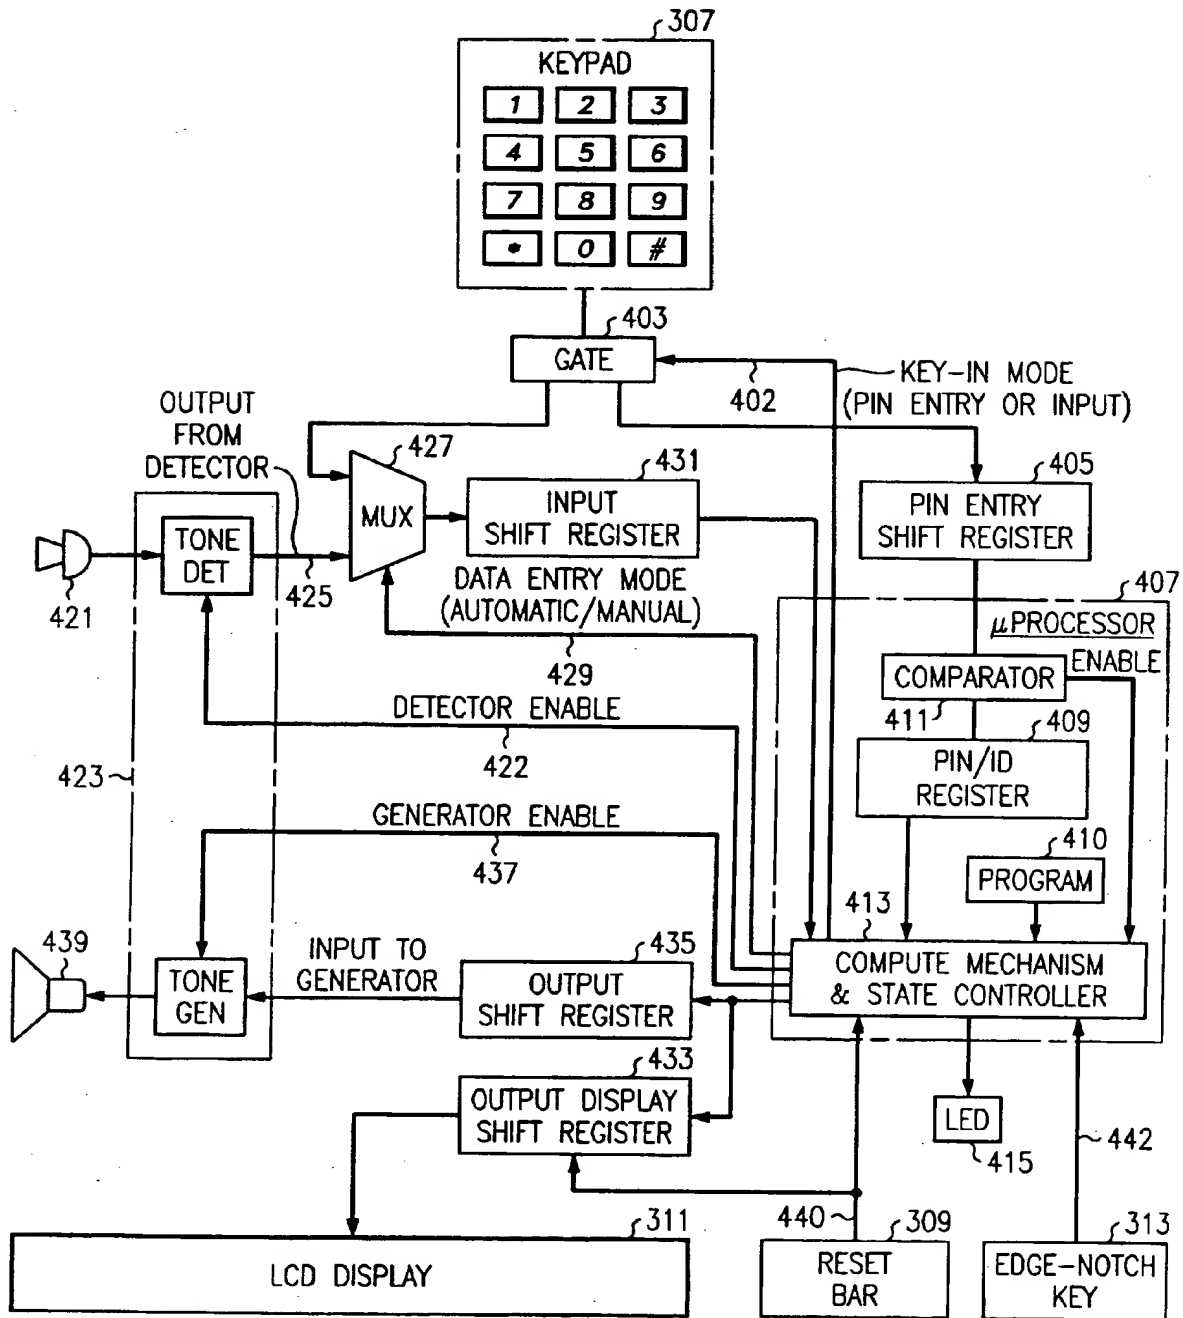 307
KEYPAD
1 2 3
4 5 6
7 8 9
* 0 #
403
GATE
402
KEY-IN MODE
(PIN ENTRY OR INPUT)
OUTPUT
FROM
DETECTOR
427
MUX
431
INPUT
SHIFT REGISTER
405
PIN ENTRY
SHIFT REGISTER
TONE
DET
421
425
DATA ENTRY MODE
(AUTOMATIC/MANUAL)
429
407
μPROCESSOR
COMPARATOR
ENABLE
411
409
PIN/ID
REGISTER
DETECTOR ENABLE
422
423
GENERATOR ENABLE
437
410
PROGRAM
413
COMPUTE MECHANISM
& STATE CONTROLLER
439
TONE
GEN
INPUT TO
GENERATOR
435
OUTPUT
SHIFT REGISTER
433
OUTPUT DISPLAY
SHIFT REGISTER
LED
415
442
440
311
LCD DISPLAY
309
RESET
BAR
313
EDGE-NOTCH
KEY